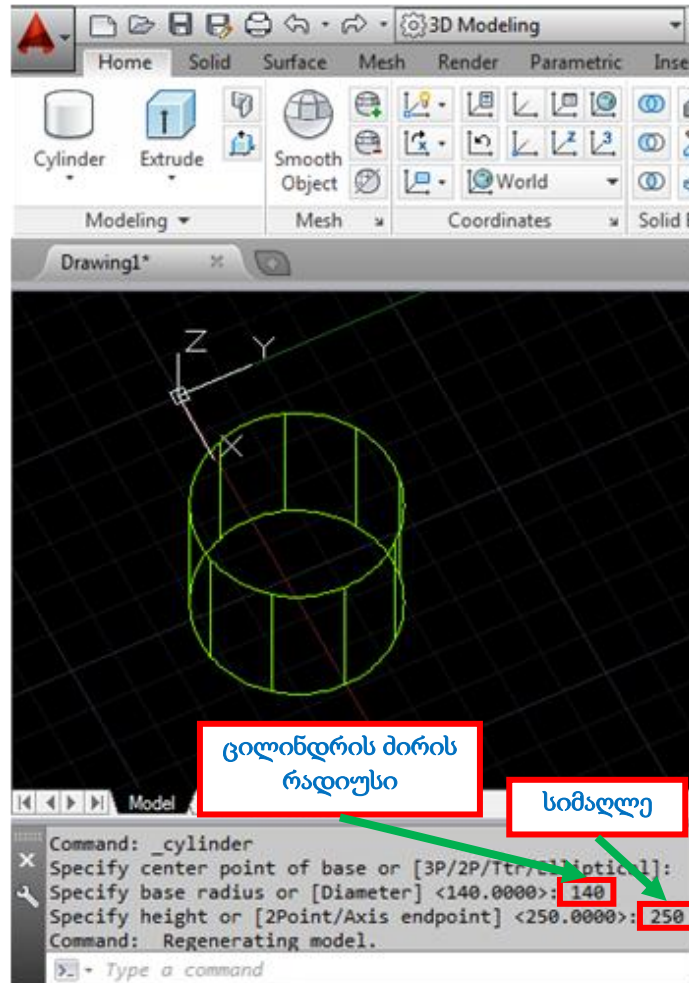 3D Modeling
Home Solid Surface Mesh Render Parametric Inse
Cylinder Extrude Smooth Object World
Modeling Mesh Coordinates Solid E
Drawing1*
Z
Y
X
ცილინდრის ძირის
რადიუსი
სიმაღლე
Model
Command: _cylinder
Specify center point of base or [3P/2P/Ttr/Elliptical]:
Specify base radius or [Diameter] <140.0000>: 140
Specify height or [2Point/Axis endpoint] <250.0000>: 250
Command: Regenerating model.
Type a command